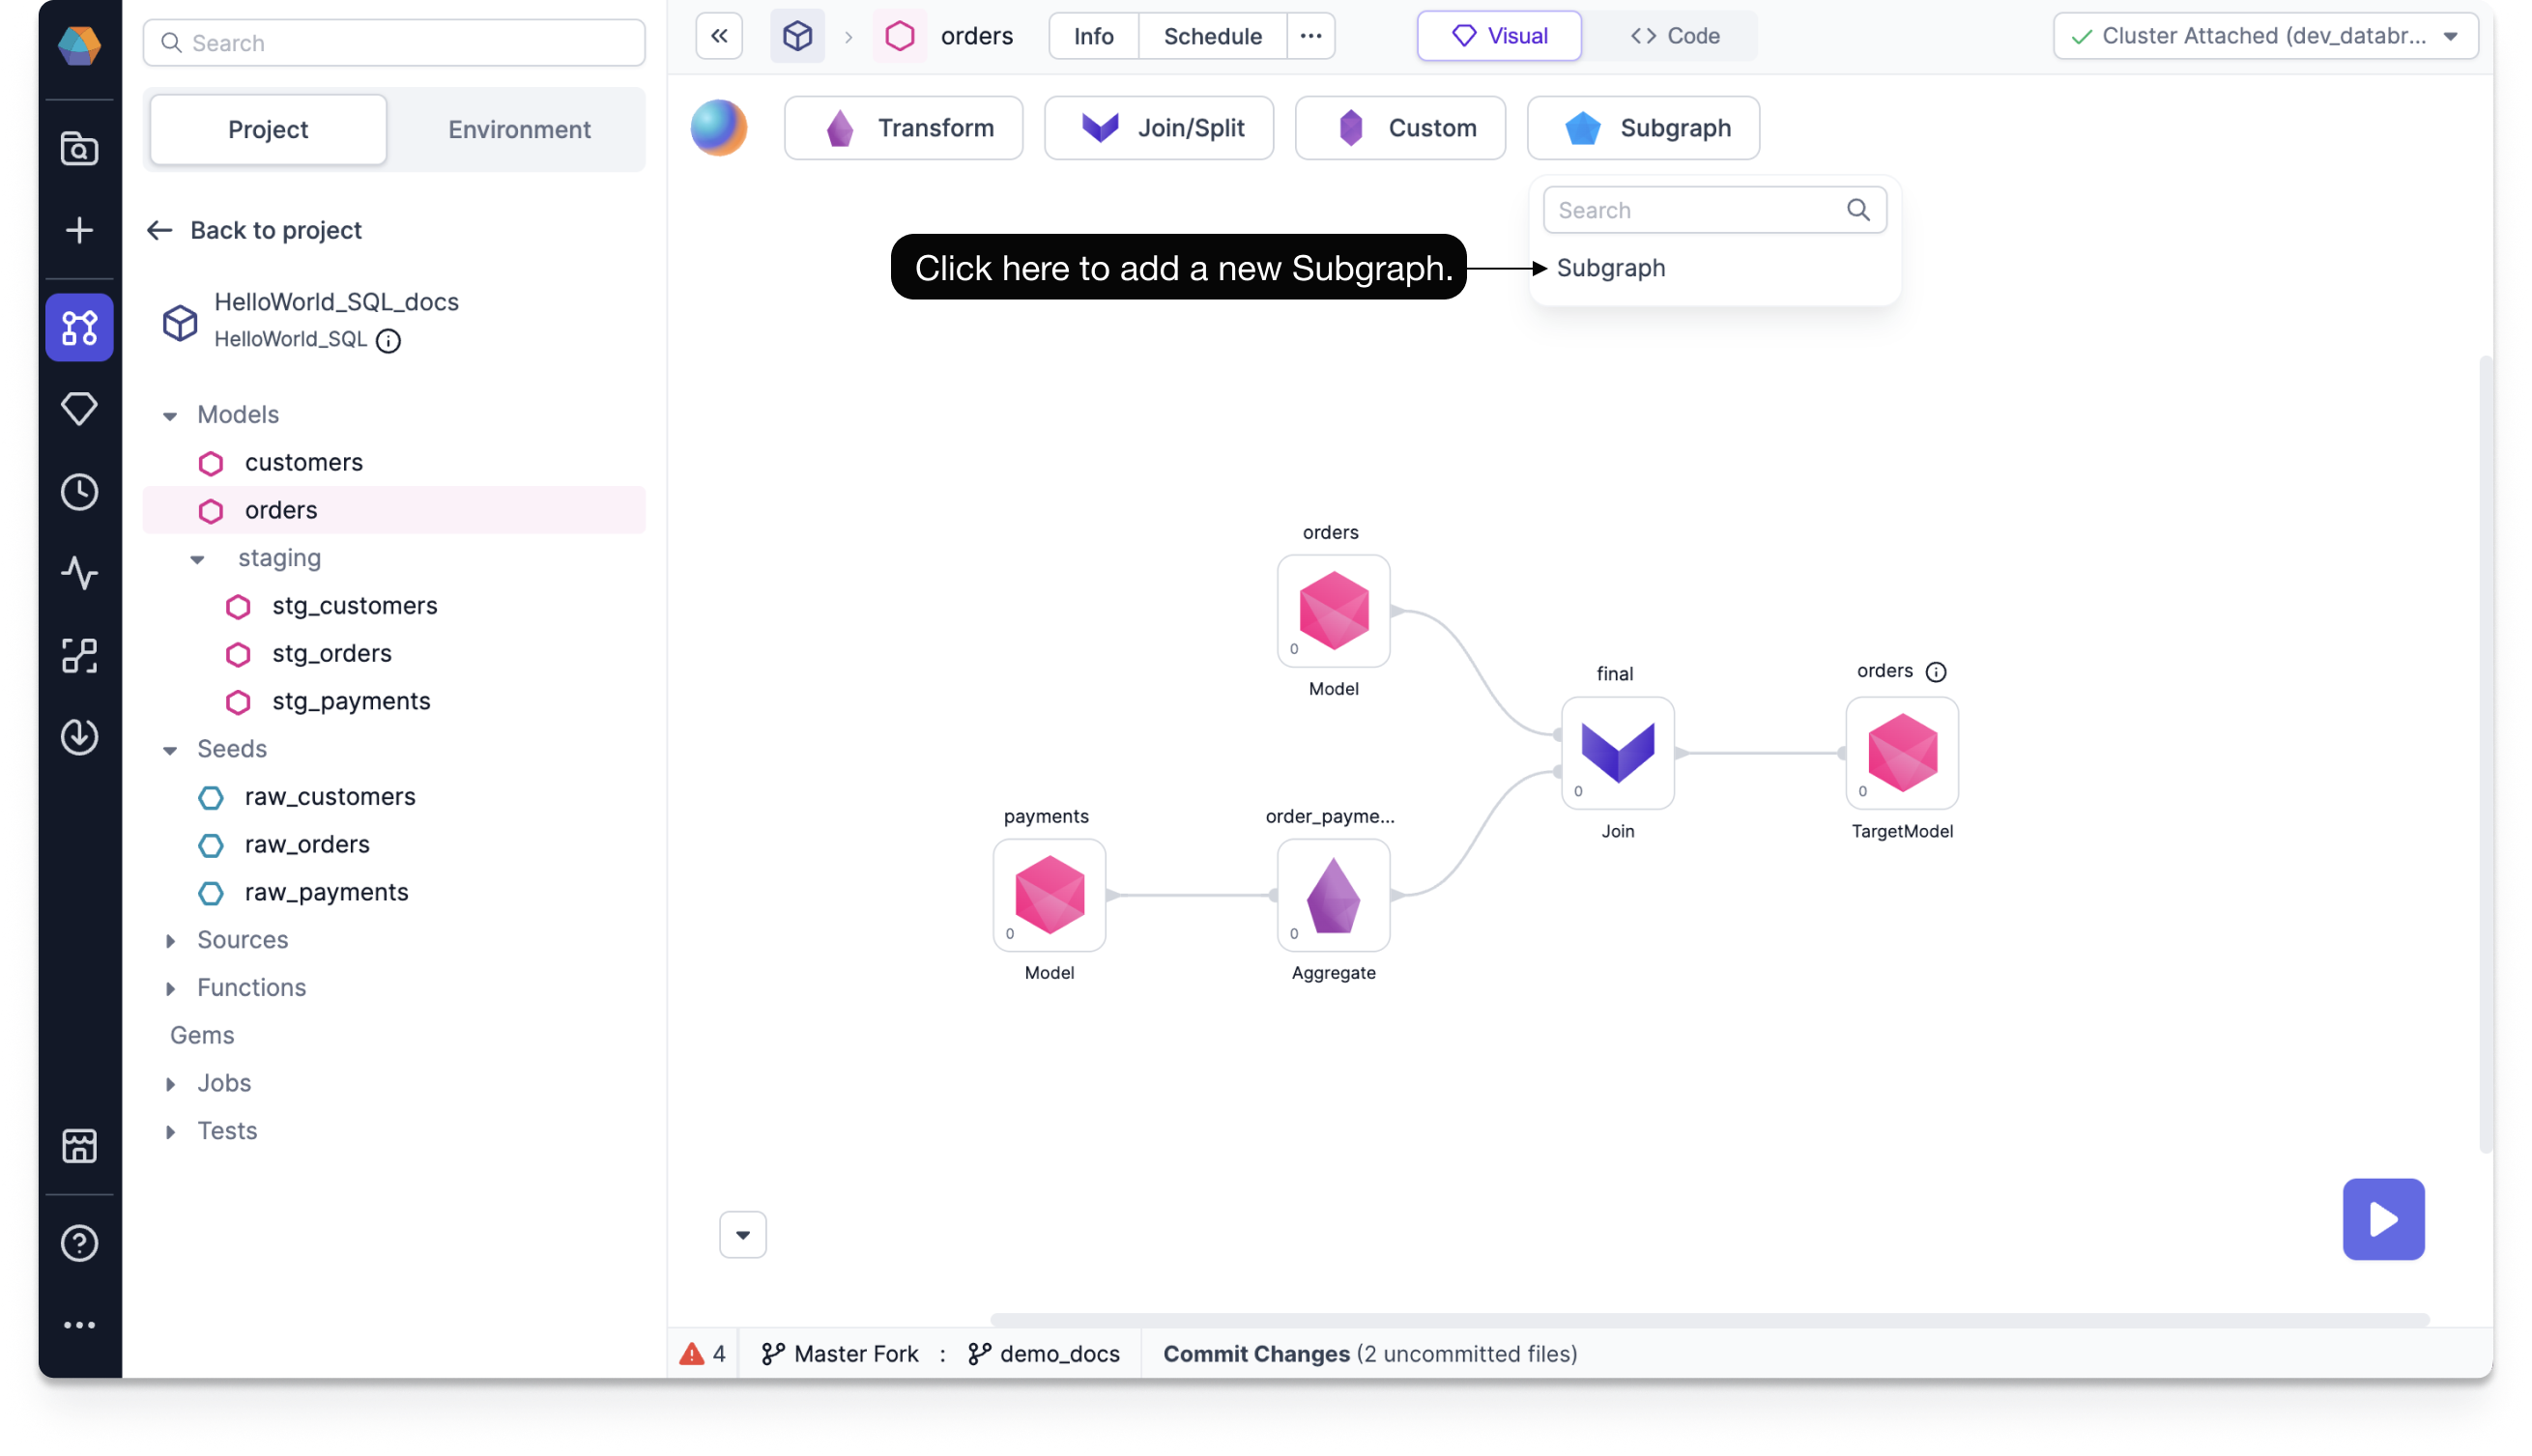 Search
Project
Environment
Back to project
HelloWorld_SQL_docs
HelloWorld_SQL
Models
customers
orders
staging
stg_customers
stg_orders
stg_payments
Seeds
raw_customers
raw_orders
raw_payments
Sources
Functions
Gems
Jobs
Tests
orders
Info
Schedule
Visual
Code
Cluster Attached (dev_databr...
Transform
Join/Split
Custom
Subgraph
Search
Click here to add a new Subgraph.
Subgraph
orders
0
Model
final
0
Join
orders
0
TargetModel
payments
0
Model
order_payme...
0
Aggregate
4
Master Fork : demo_docs
Commit Changes (2 uncommitted files)